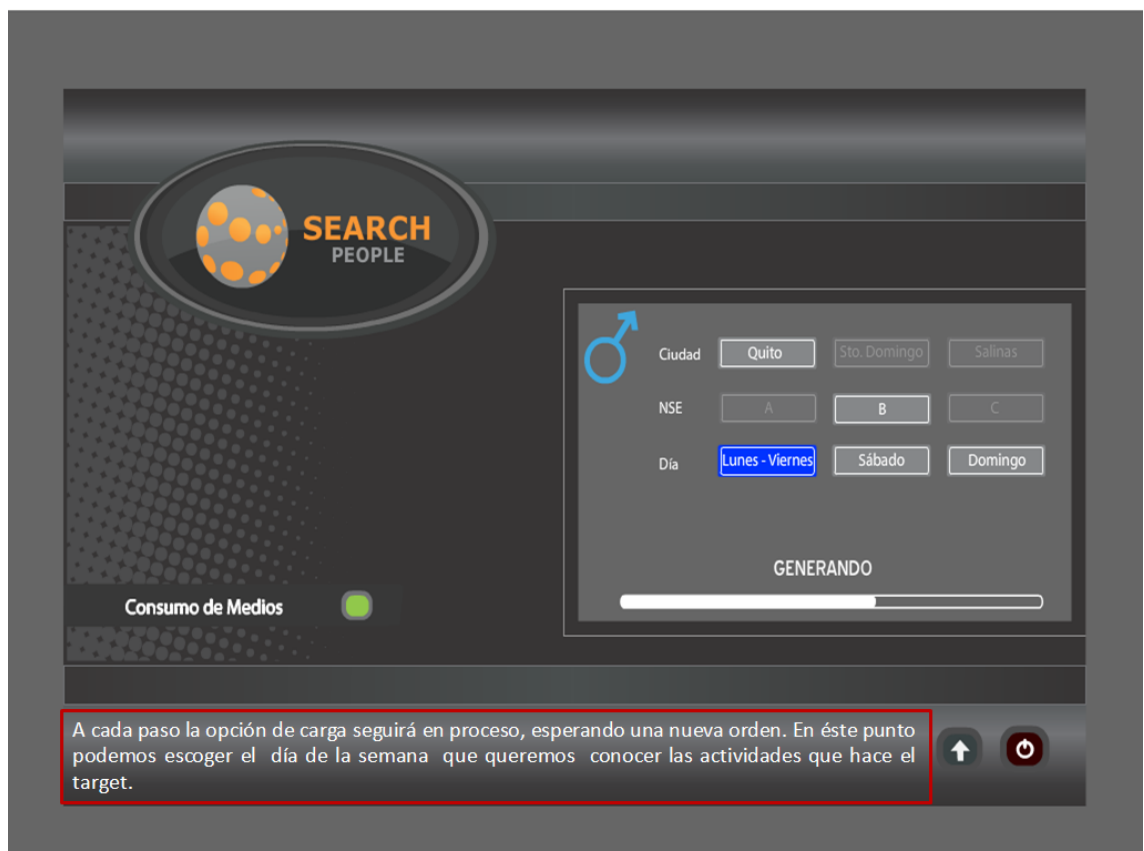 SEARCH
PEOPLE
Ciudad Quito Sto. Domingo Salinas
NSE A B C
Día Lunes - Viernes Sábado Domingo
GENERANDO
Consumo de Medios
A cada paso la opción de carga seguirá en proceso, esperando una nueva orden. En éste punto
podemos escoger el día de la semana que queremos conocer las actividades que hace el
target.